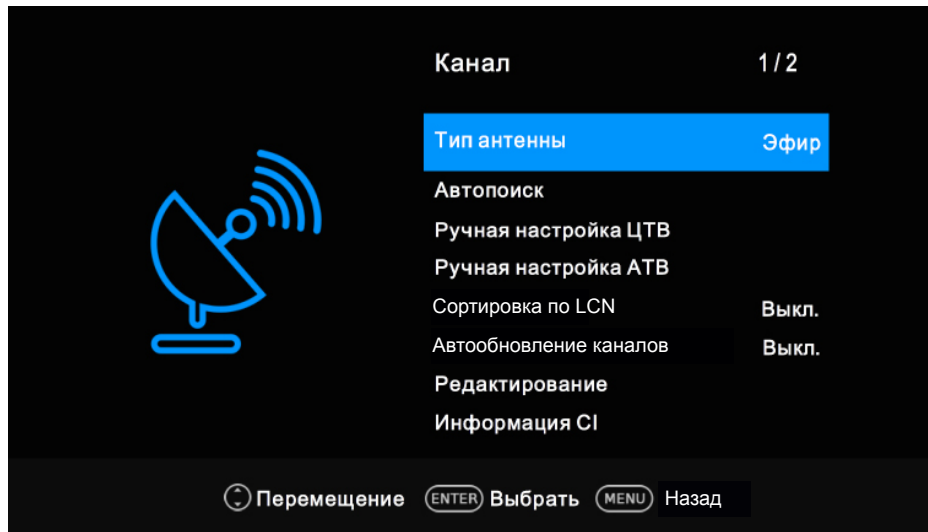 Канал 1 / 2
Тип антенны Эфир
Автопоиск
Ручная настройка ЦТВ
Ручная настройка АТВ
Сортировка по LCN Выкл.
Автообновление каналов Выкл.
Редактирование
Информация CI
Перемещение ENTER Выбрать MENU Назад